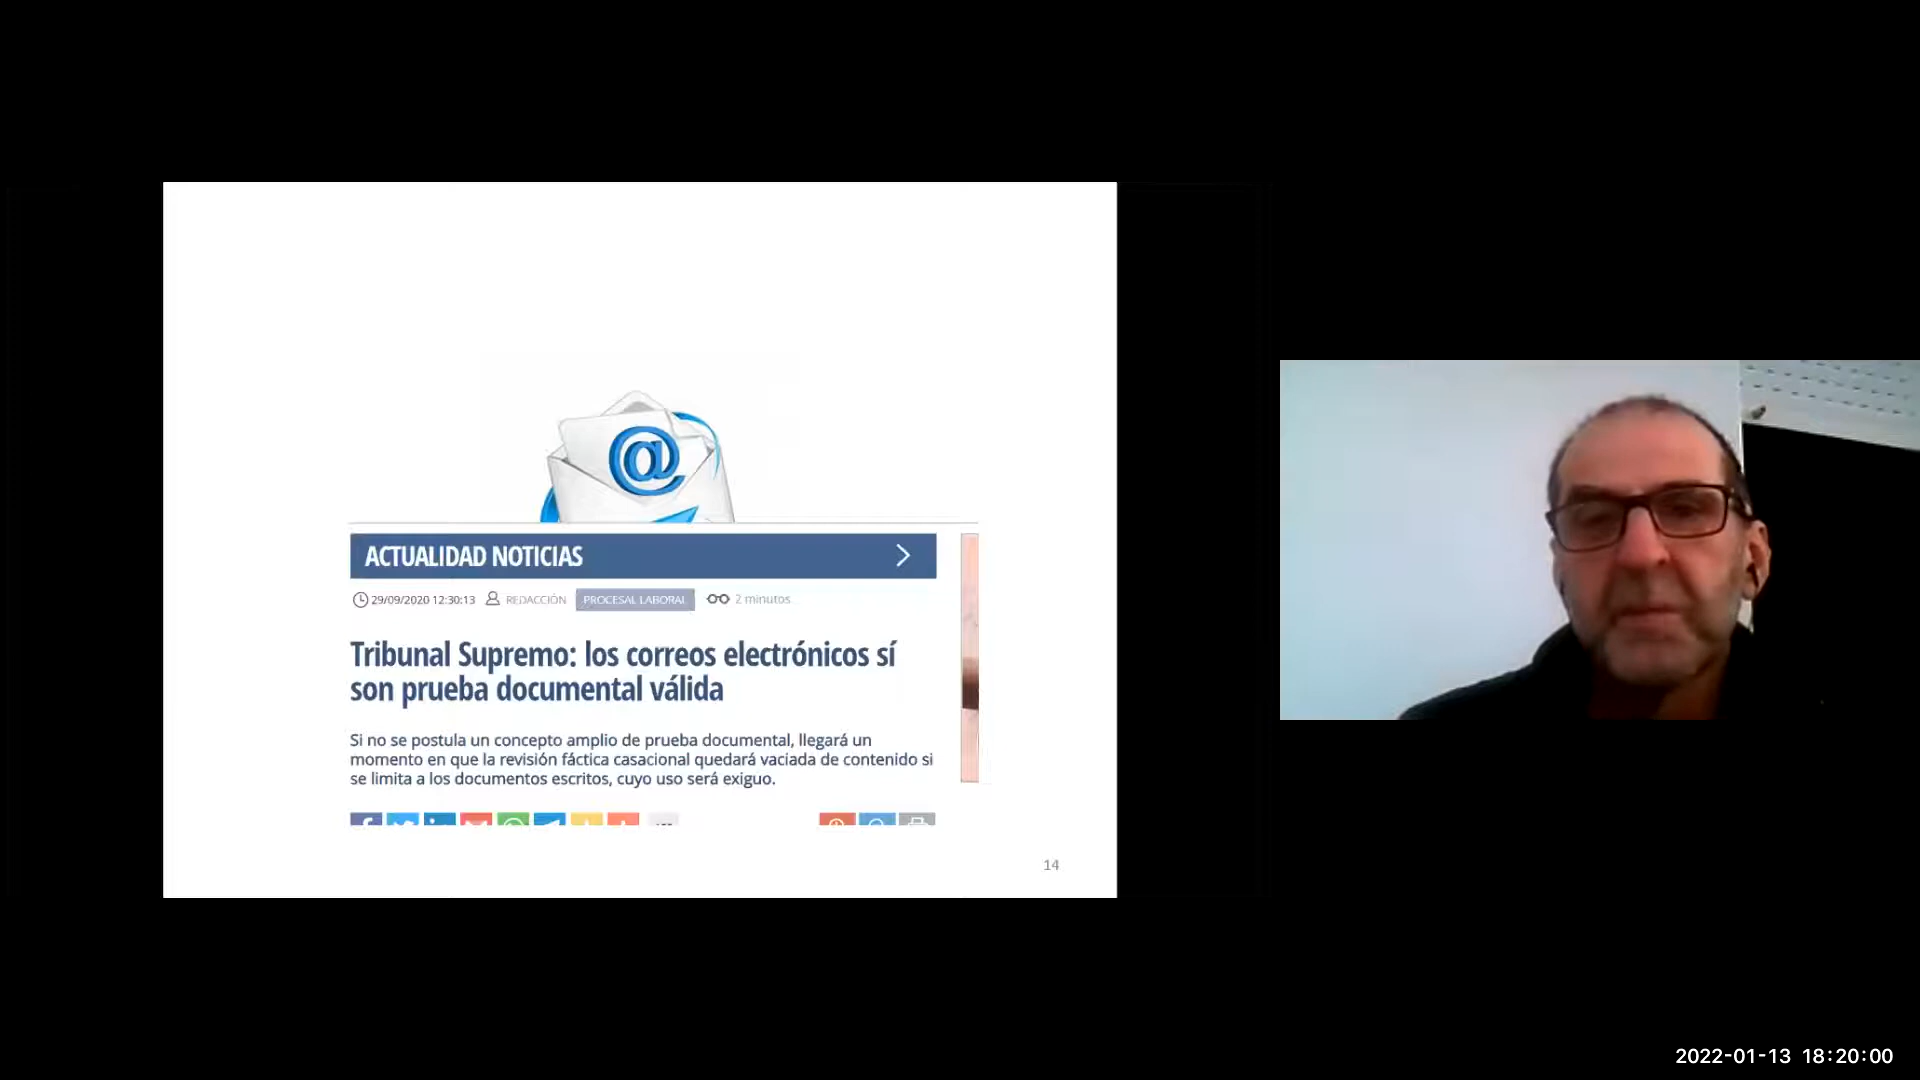 @
ACTUALIDAD NOTICIAS
29/09/2020 12:30:13 REDACCIÓN PROCESAL LABORAL 2 minutos
Tribunal Supremo: los correos electrónicos sí
son prueba documental válida
Si no se postula un concepto amplio de prueba documental, llegará un
momento en que la revisión fáctica casacional quedará vaciada de contenido si
se limita a los documentos escritos, cuyo uso será exiguo.
14
2022-01-13 18:20:00